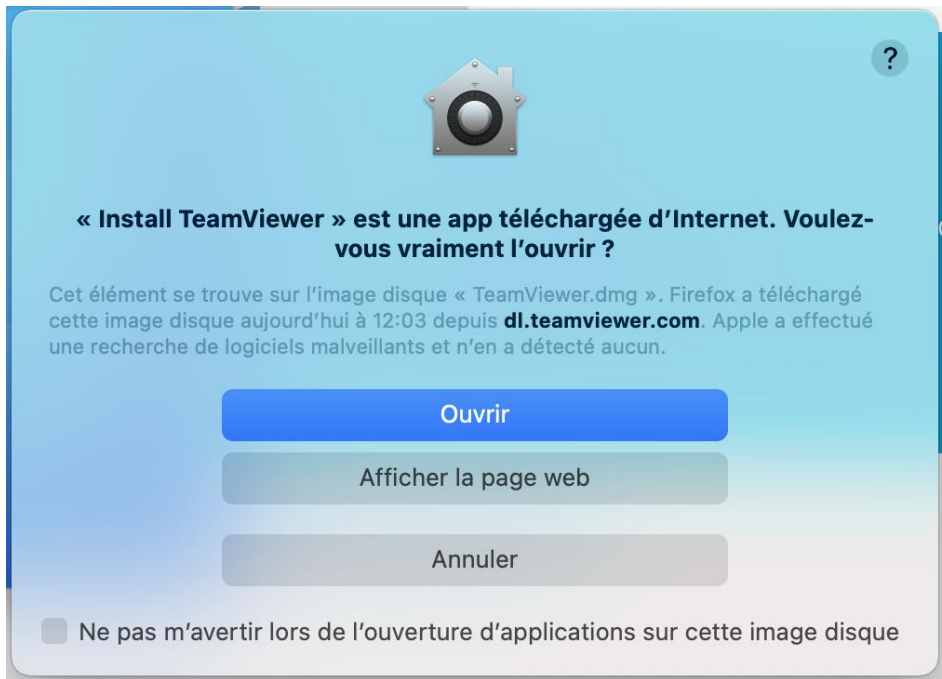 ?
« Install TeamViewer » est une app téléchargée d’Internet. Voulez-
vous vraiment l’ouvrir ?
Cet élément se trouve sur l’image disque « TeamViewer.dmg ». Firefox a téléchargé
cette image disque aujourd’hui à 12:03 depuis dl.teamviewer.com. Apple a effectué
une recherche de logiciels malveillants et n’en a détecté aucun.
Ouvrir
Afficher la page web
Annuler
Ne pas m’avertir lors de l’ouverture d’applications sur cette image disque